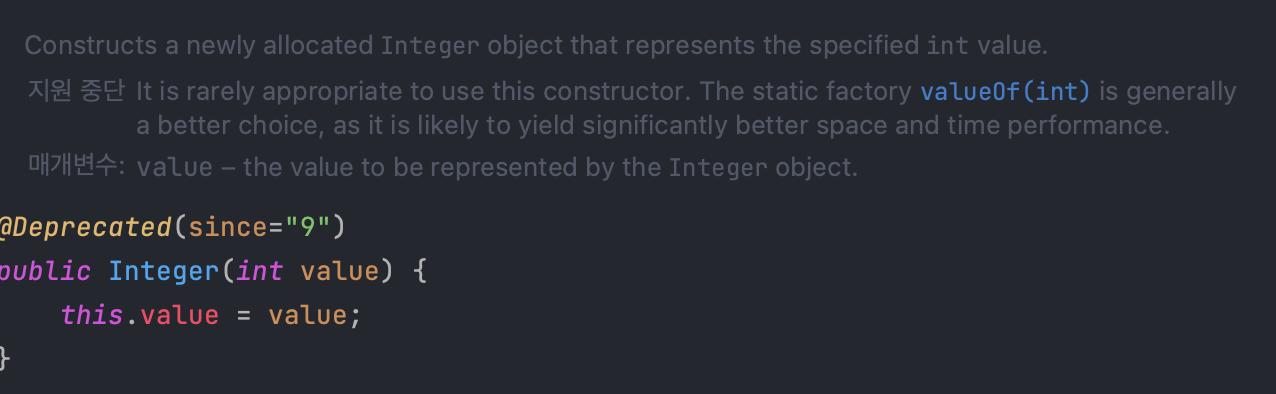 Constructs a newly allocated Integer object that represents the specified int value.
지원 중단 It is rarely appropriate to use this constructor. The static factory valueOf(int) is generally
a better choice, as it is likely to yield significantly better space and time performance.
매개변수: value – the value to be represented by the Integer object.
@Deprecated(since="9")
public Integer(int value) {
    this.value = value;
}